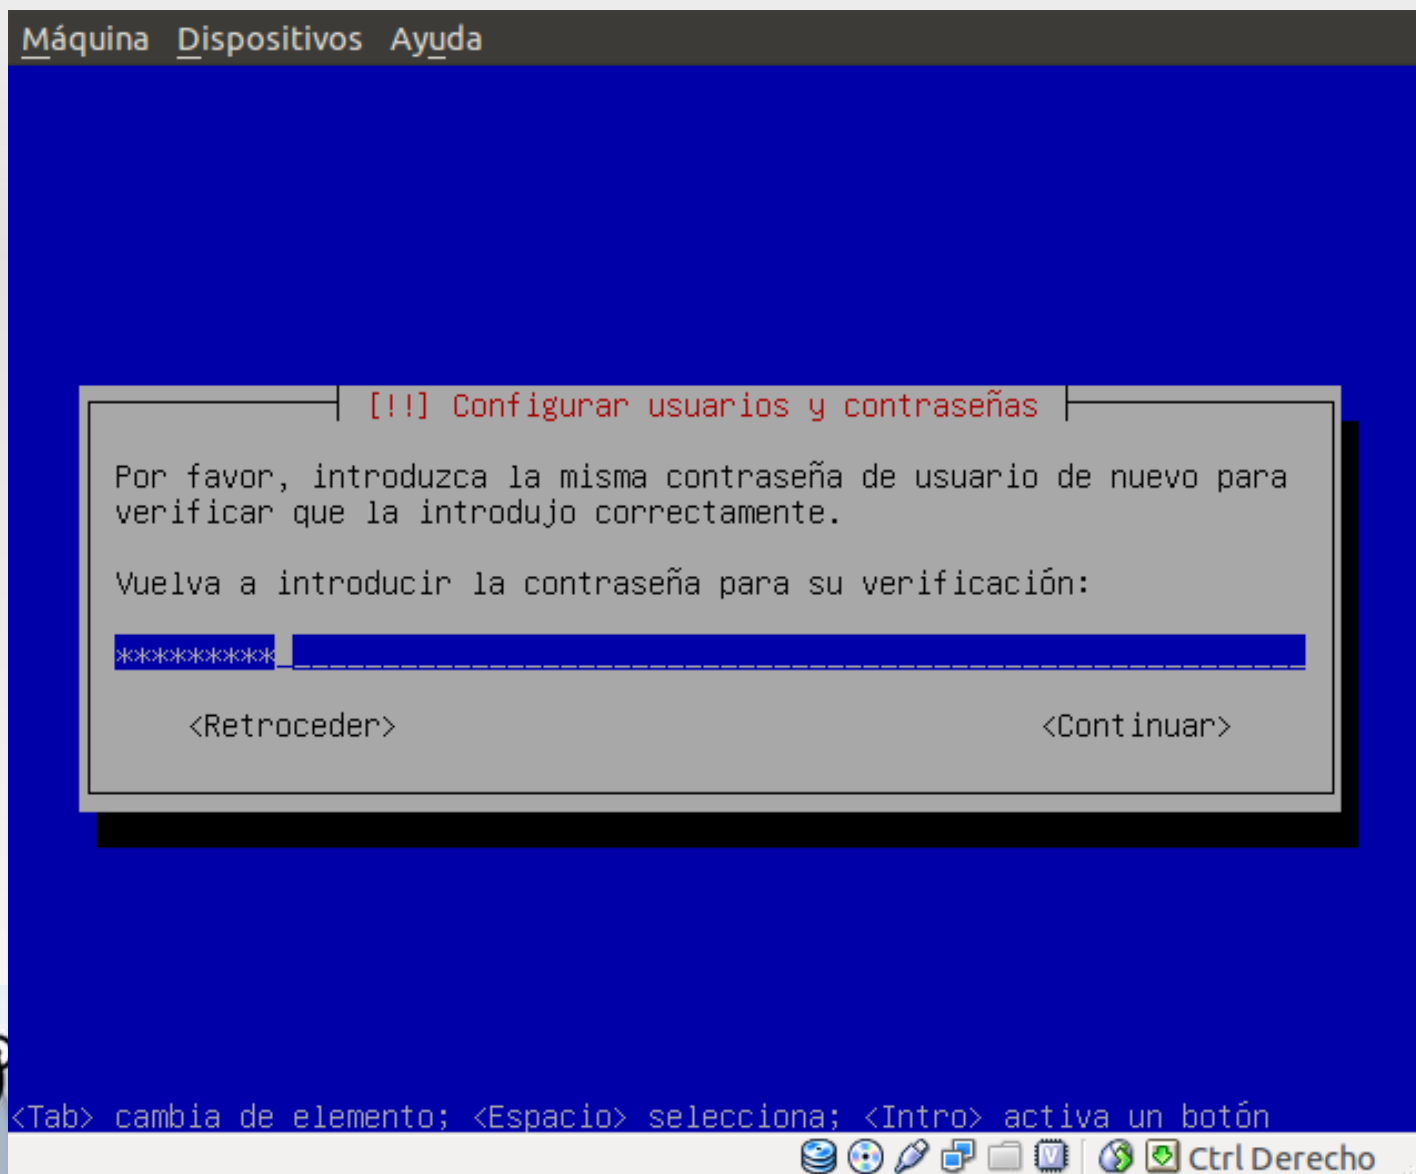 Máquina Dispositivos Ayuda
[!!] Configurar usuarios y contraseñas
Por favor, introduzca la misma contraseña de usuario de nuevo para
verificar que la introdujo correctamente.
Vuelva a introducir la contraseña para su verificación:
*********
<Retroceder> <Continuar>
<Tab> cambia de elemento; <Espacio> selecciona; <Intro> activa un botón
Ctrl Derecho